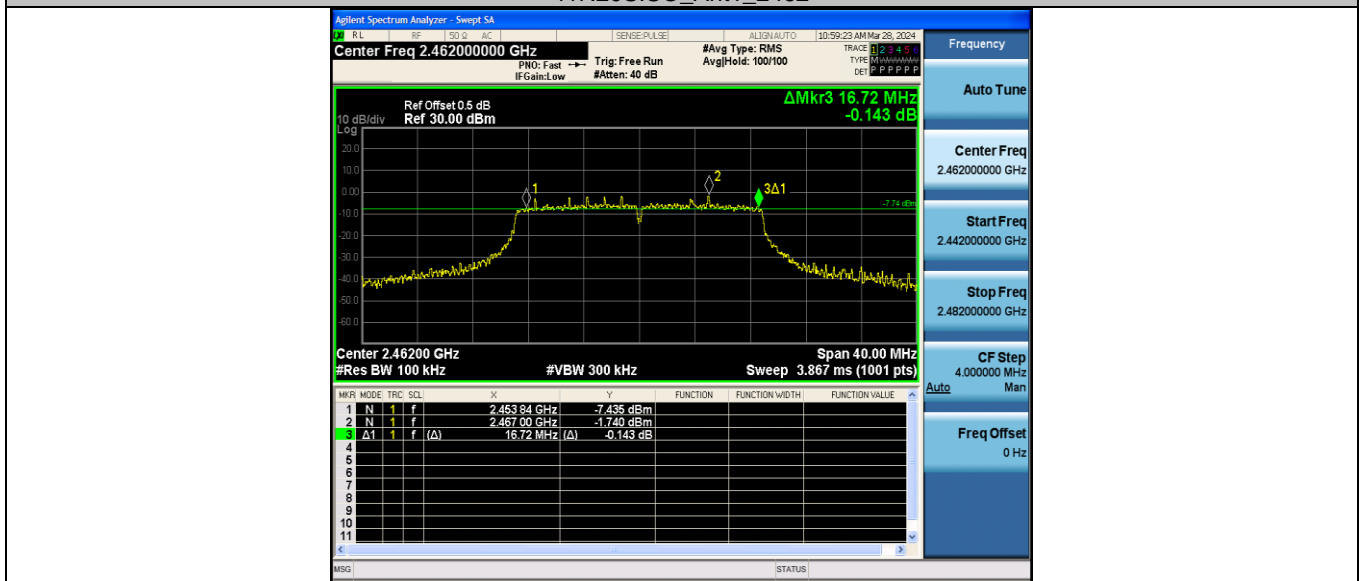 Agilent Spectrum Analyzer - Swept SA
RL RF 50 Ω AC SENSE:PULSE ALIGNAUTO 10:59:23 AM Mar 28, 2024
Center Freq 2.462000000 GHz
PNO: Fast
IFGain:Low
Trig: Free Run
#Atten: 40 dB
#Avg Type: RMS
Avg|Hold: 100/100
TRACE 1 2 3 4 5 6
TYPE M
DET P P P P P P
Frequency
ΔMkr3 16.72 MHz
-0.143 dB
Ref Offset 0.5 dB
10 dB/div Ref 30.00 dBm
Log
20.0
10.0
0.00
-10.0
-20.0
-30.0
-40.0
-50.0
-60.0
1
2
3Δ1
-7.74 dBm
Center 2.46200 GHz Span 40.00 MHz
#Res BW 100 kHz #VBW 300 kHz Sweep 3.867 ms (1001 pts)
MKR MODE TRC SCL X Y FUNCTION FUNCTION WIDTH FUNCTION VALUE
1 N 1 f 2.453 84 GHz -7.435 dBm
2 N 1 f 2.467 00 GHz -1.740 dBm
3 Δ1 1 f (Δ) 16.72 MHz (Δ) -0.143 dB
4
5
6
7
8
9
10
11
Auto Tune
Center Freq
2.462000000 GHz
Start Freq
2.442000000 GHz
Stop Freq
2.482000000 GHz
CF Step
4.000000 MHz
Auto Man
Freq Offset
0 Hz
MSG STATUS